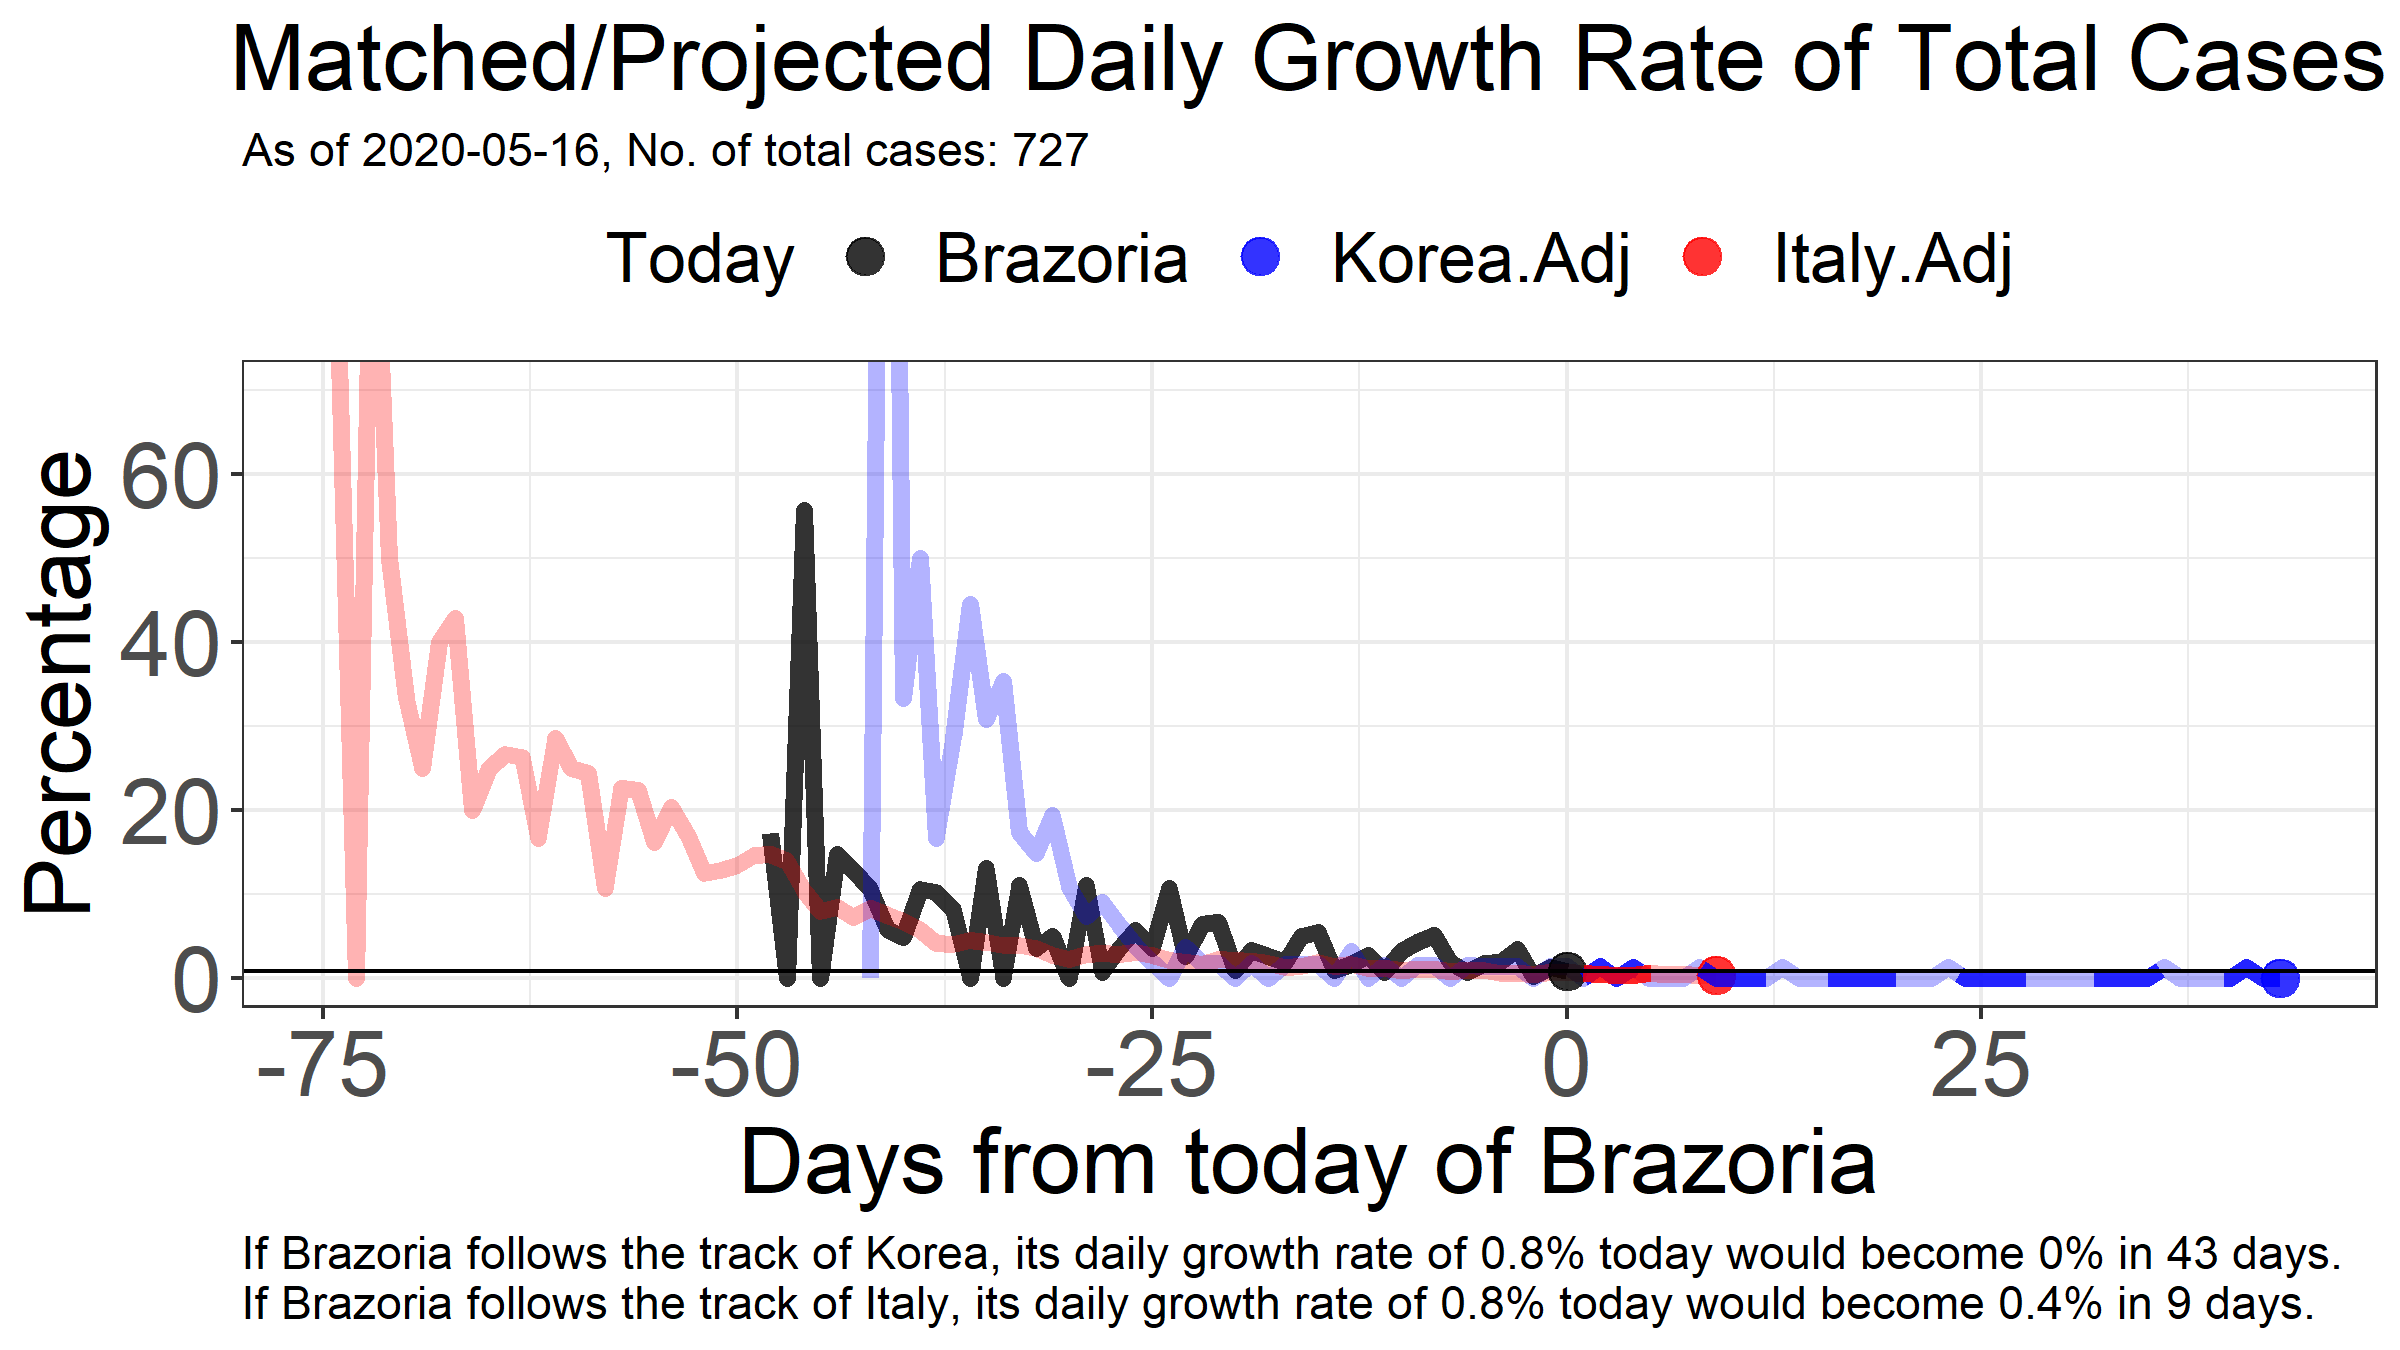 Matched/Projected Daily Growth Rate of Total Cases
As of 2020-05-16, No. of total cases: 727
Today Brazoria Korea.Adj Italy.Adj
Percentage
60
40
20
0
-75 -50 -25 0 25
Days from today of Brazoria
If Brazoria follows the track of Korea, its daily growth rate of 0.8% today would become 0% in 43 days.
If Brazoria follows the track of Italy, its daily growth rate of 0.8% today would become 0.4% in 9 days.